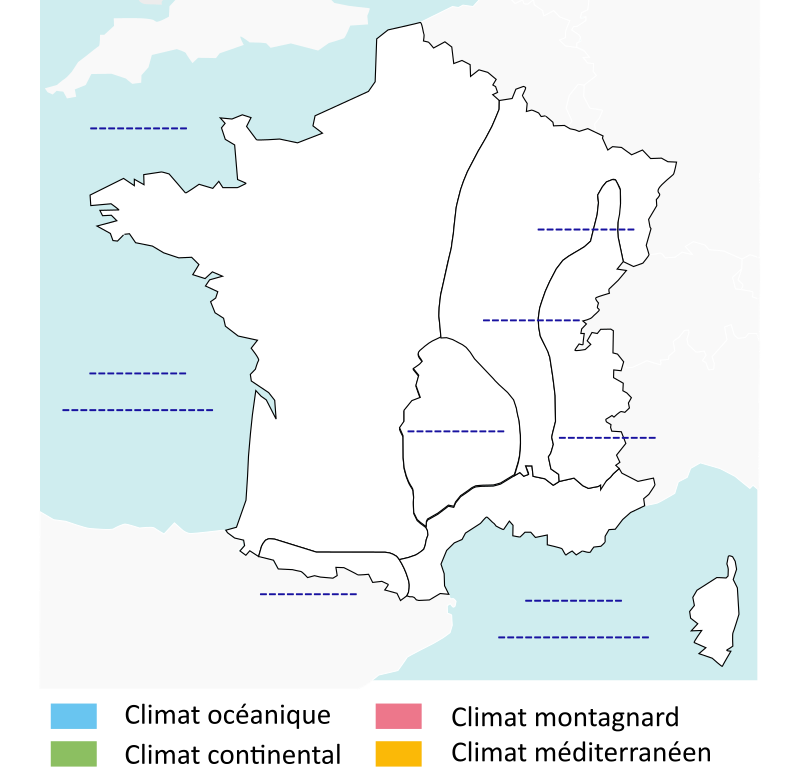 Climat océanique
Climat montagnard
Climat continental
Climat méditerranéen